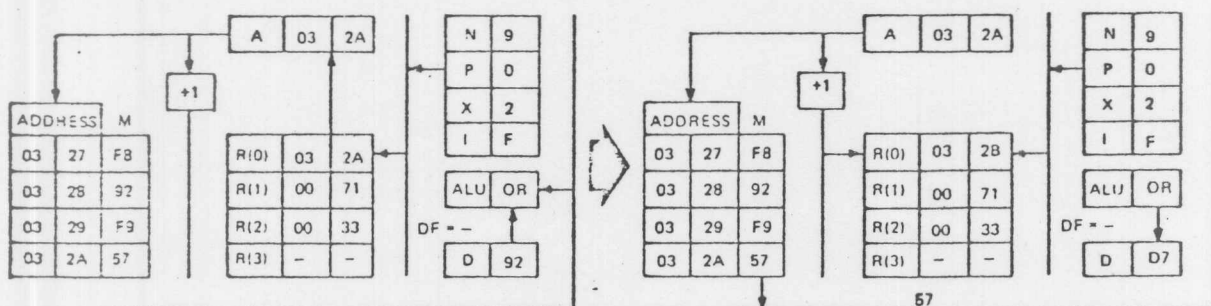 A 03 2A
N 9
P 0
X 2
I F
+1
ADDRESS M
03 27 F8
03 28 92
03 29 F9
03 2A 57
R(0) 03 2A
R(1) 00 71
R(2) 00 33
R(3) – –
ALU OR
DF = –
D 92
A 03 2A
N 9
P 0
X 2
I F
+1
ADDRESS M
03 27 F8
03 28 92
03 29 F9
03 2A 57
R(0) 03 2B
R(1) 00 71
R(2) 00 33
R(3) – –
ALU OR
DF = –
D D7
57